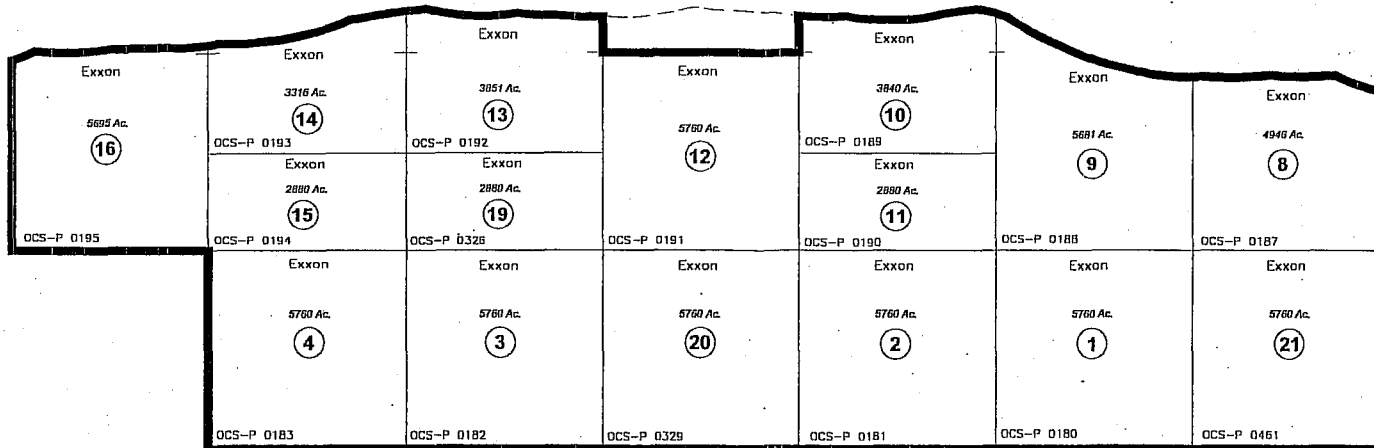 Exxon
5695 Ac.
16
OCS-P 0195
Exxon
3316 Ac.
14
OCS-P 0193
Exxon
3851 Ac.
13
OCS-P 0192
Exxon
5760 Ac.
12
OCS-P 0191
Exxon
3840 Ac.
10
OCS-P 0189
Exxon
5681 Ac.
9
OCS-P 0188
Exxon
4946 Ac.
8
OCS-P 0187
Exxon
2880 Ac.
15
OCS-P 0194
Exxon
2880 Ac.
19
OCS-P 0326
Exxon
2880 Ac.
11
OCS-P 0190
Exxon
5760 Ac.
4
OCS-P 0183
Exxon
5760 Ac.
3
OCS-P 0182
Exxon
5760 Ac.
20
OCS-P 0329
Exxon
5760 Ac.
2
OCS-P 0181
Exxon
5760 Ac.
1
OCS-P 0180
Exxon
5760 Ac.
21
OCS-P 0461